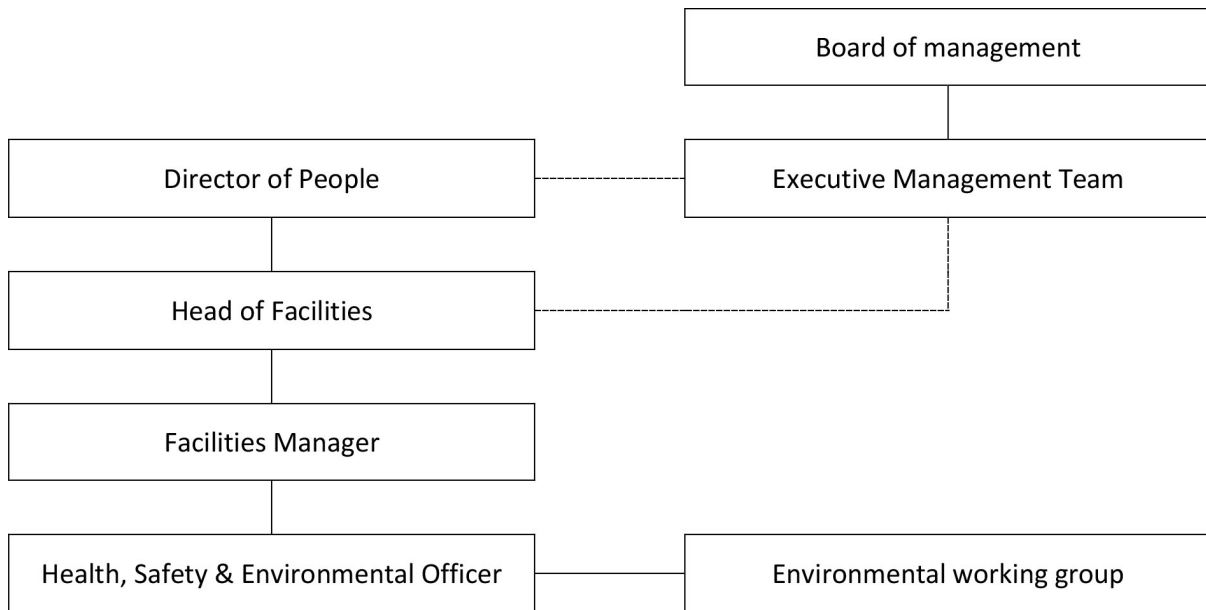 Board of management
Director of People
Executive Management Team
Head of Facilities
Facilities Manager
Health, Safety & Environmental Officer
Environmental working group